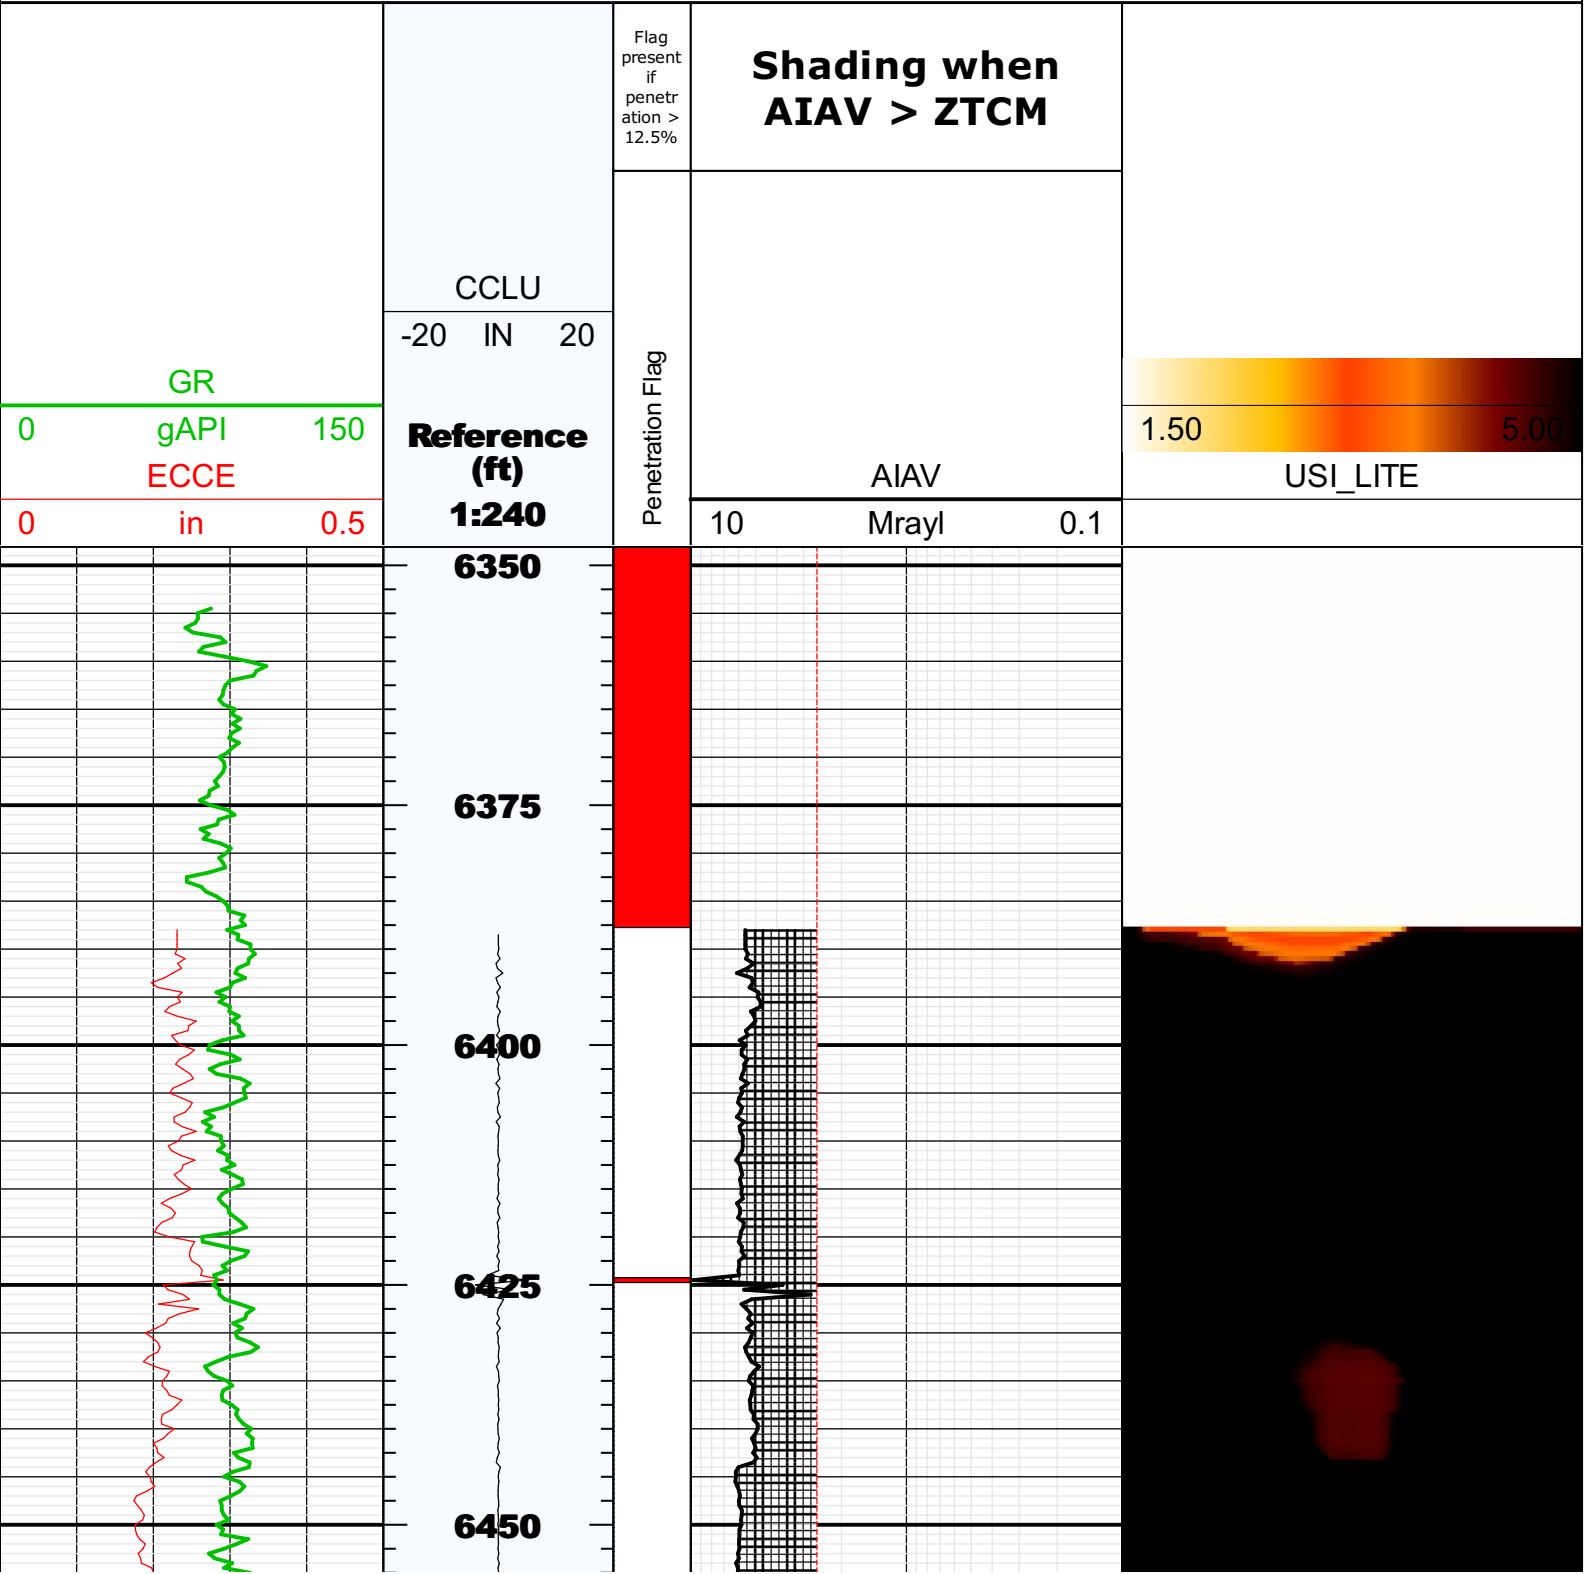 Flag
present
if
penetr
ation >
12.5%
Shading when
AIAV > ZTCM
CCLU
-20 IN 20
GR
0 gAPI 150
ECCE
0 in 0.5
Reference
(ft)
1:240
Penetration Flag
AIAV
10 Mrayl 0.1
1.50 5.00
USI_LITE
6350
6375
6400
6425
6450